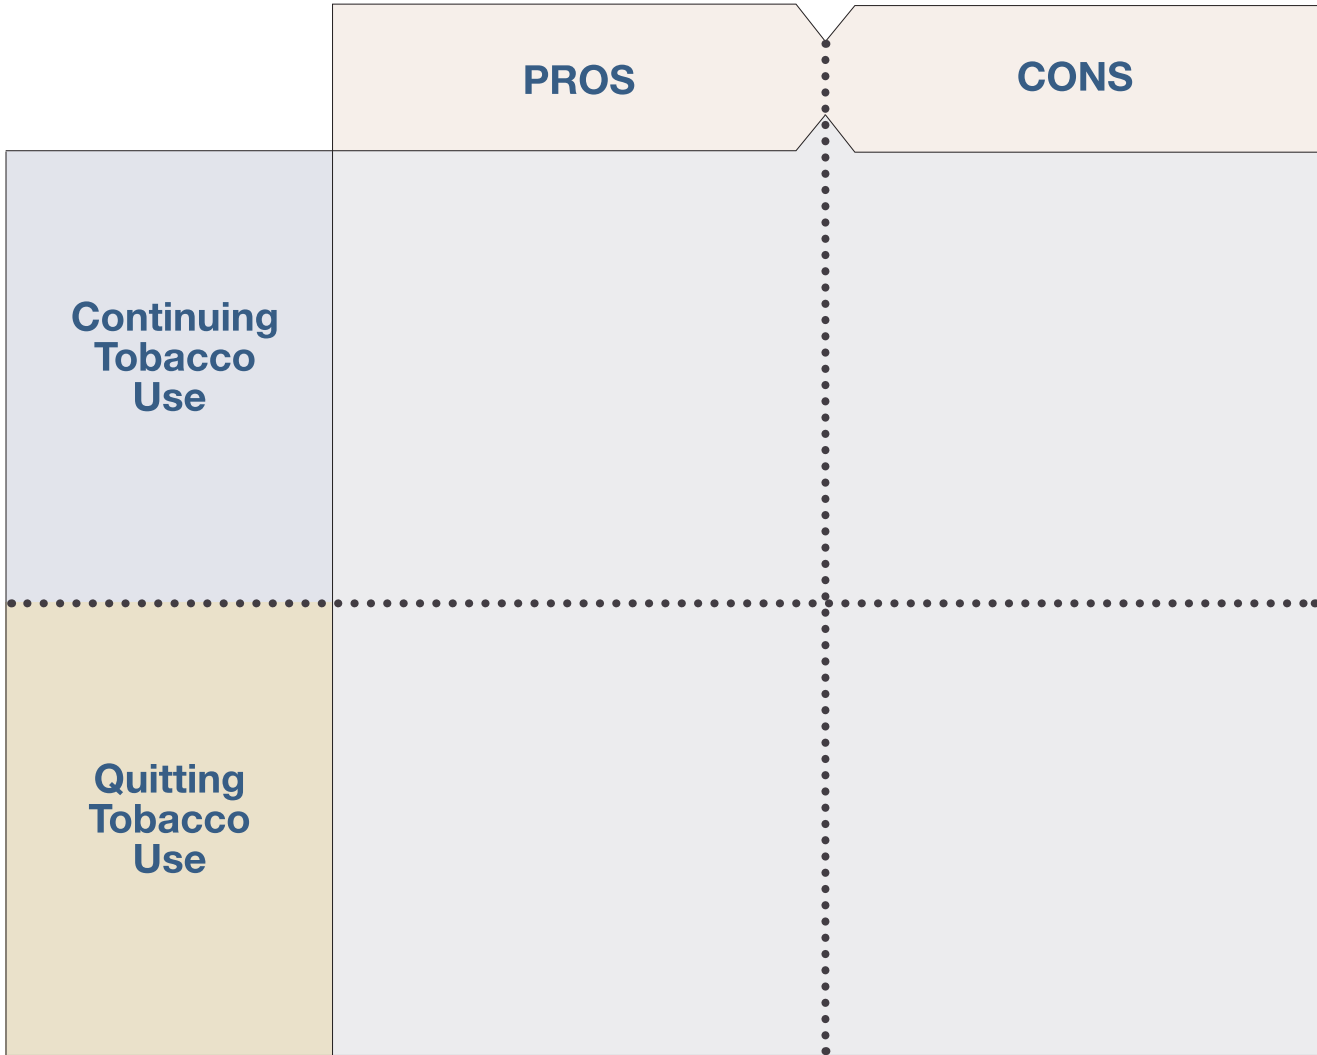 PROS
CONS
Continuing
Tobacco
Use
Quitting
Tobacco
Use